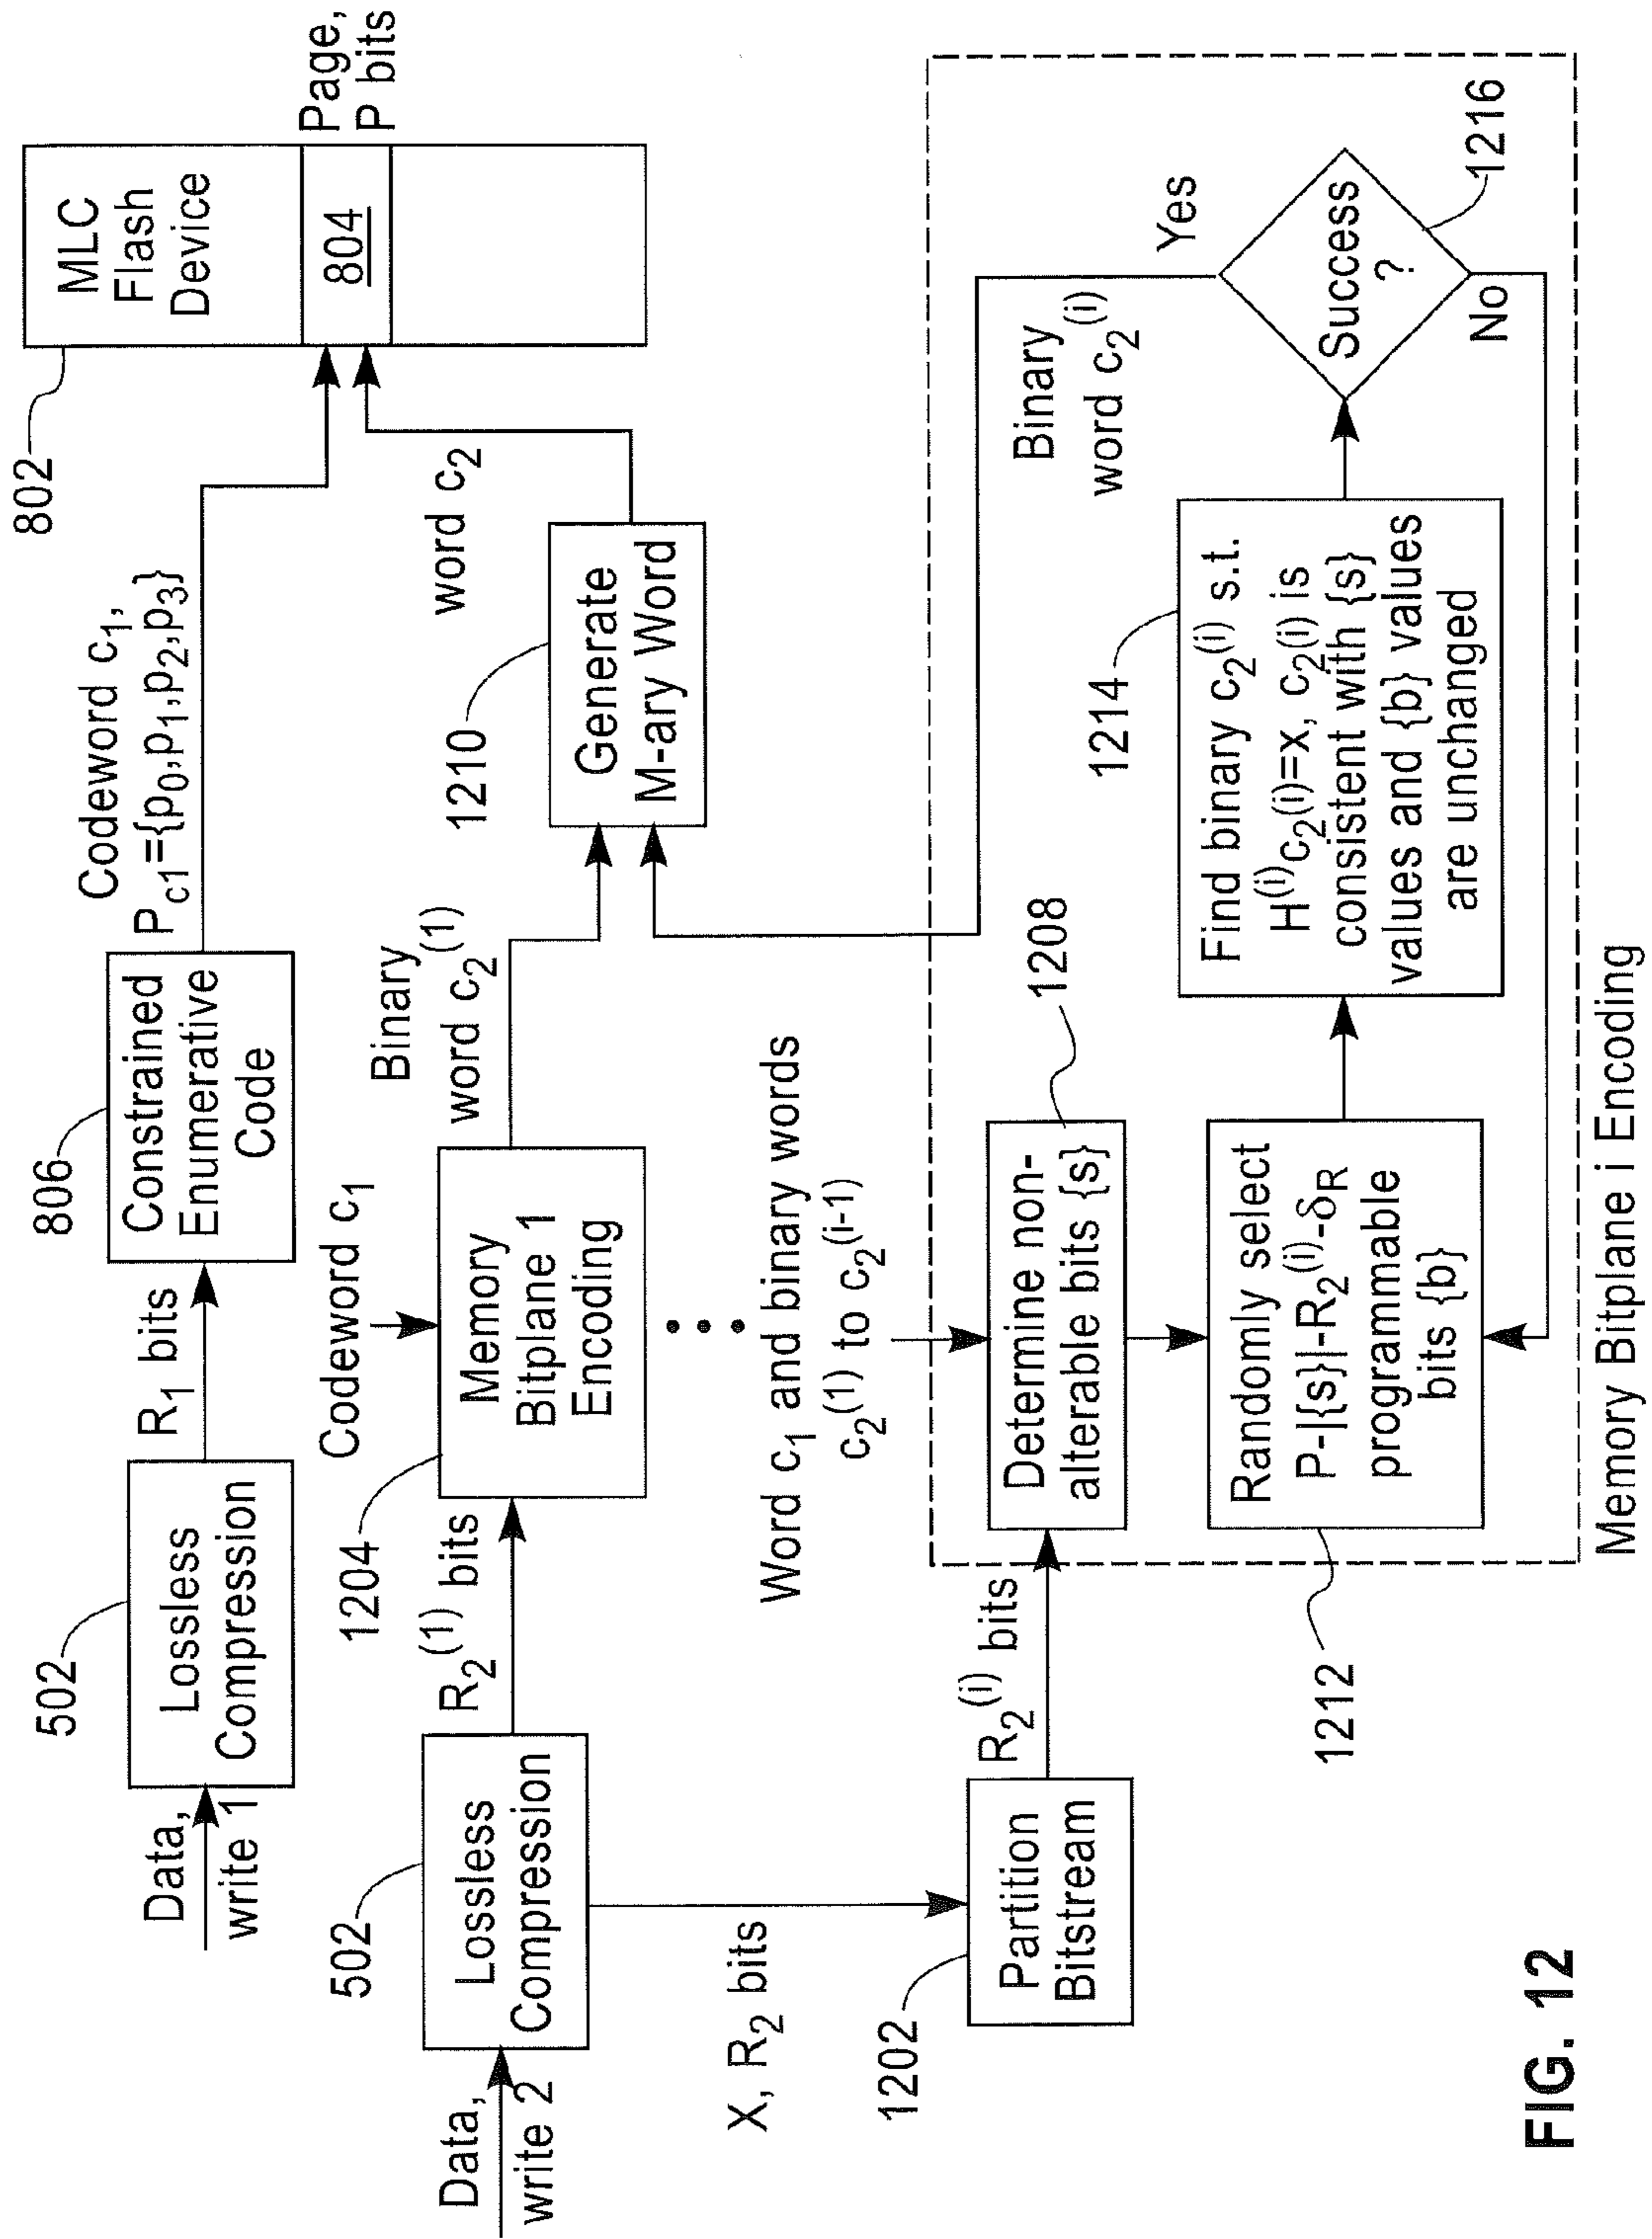 Data,
write 1
502
Lossless
Compression
R₁ bits
806
Constrained
Enumerative
Code
Codeword c₁,
P_c1={p₀,p₁,p₂,p₃}
802
MLC
Flash
Device
804
Page,
P bits
Data,
write 2
502
Lossless
Compression
R₂⁽¹⁾ bits
1204
Codeword c₁
Memory
Bitplane 1
Encoding
Binary
word c₂⁽¹⁾
1210
Generate
M-ary Word
word c₂
X, R₂ bits
Word c₁ and binary words
c₂⁽¹⁾ to c₂⁽ⁱ⁻¹⁾
1202
Partition
Bitstream
R₂⁽ⁱ⁾ bits
Determine non-
alterable bits {s}
1208
Binary
word c₂⁽ⁱ⁾
Yes
1212
Randomly select
P-|{s}|-R₂⁽ⁱ⁾-δ_R
programmable
bits {b}
1214
Find binary c₂⁽ⁱ⁾ s.t.
H⁽ⁱ⁾c₂⁽ⁱ⁾=x, c₂⁽ⁱ⁾ is
consistent with {s}
values and {b} values
are unchanged
Success
?
1216
No
Memory Bitplane i Encoding
FIG. 12